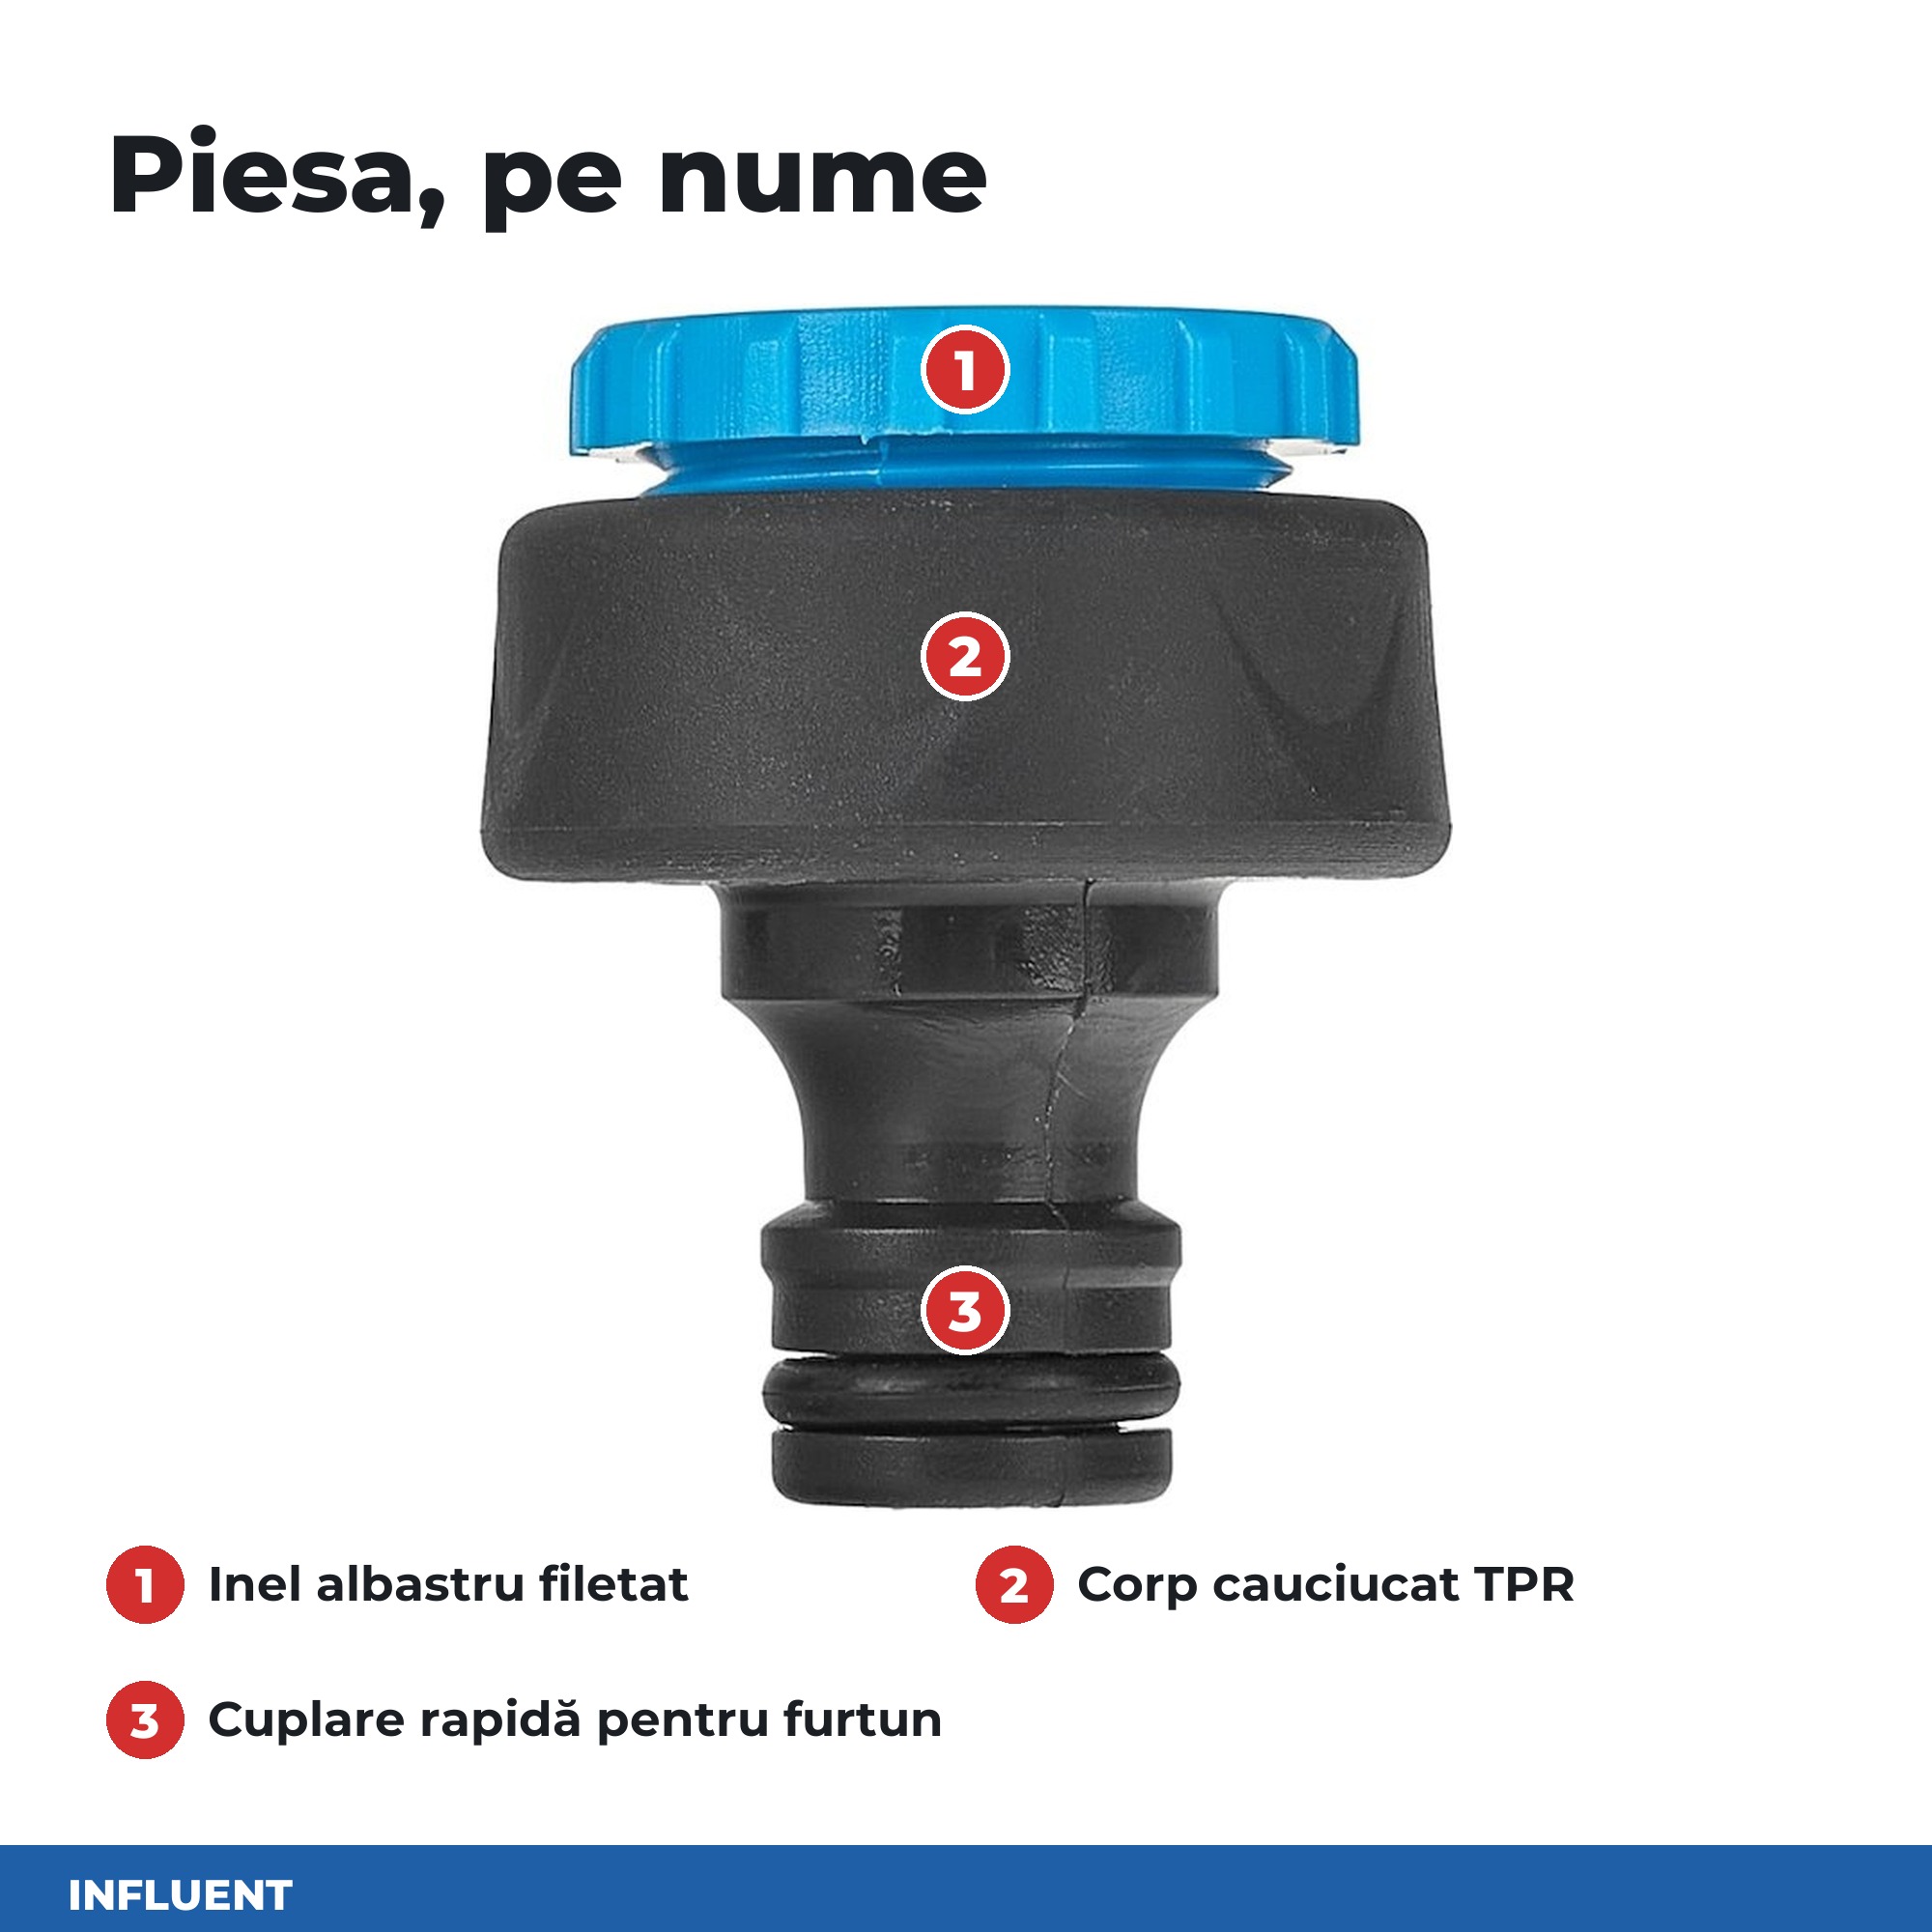 Piesa, pe nume
1
2
3
1 Inel albastru filetat
2 Corp cauciucat TPR
3 Cuplare rapidă pentru furtun
INFLUENT